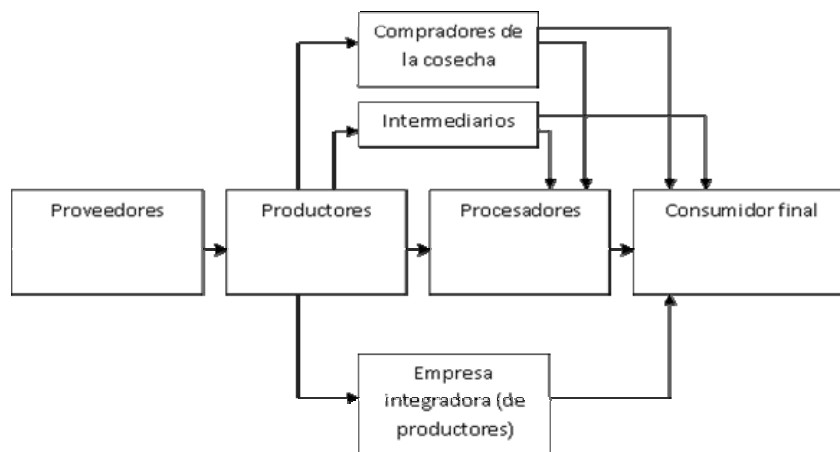 Compradores de
la cosecha
Intermediarios
Proveedores
Productores
Procesadores
Consumidor final
Empresa
integradora (de
productores)